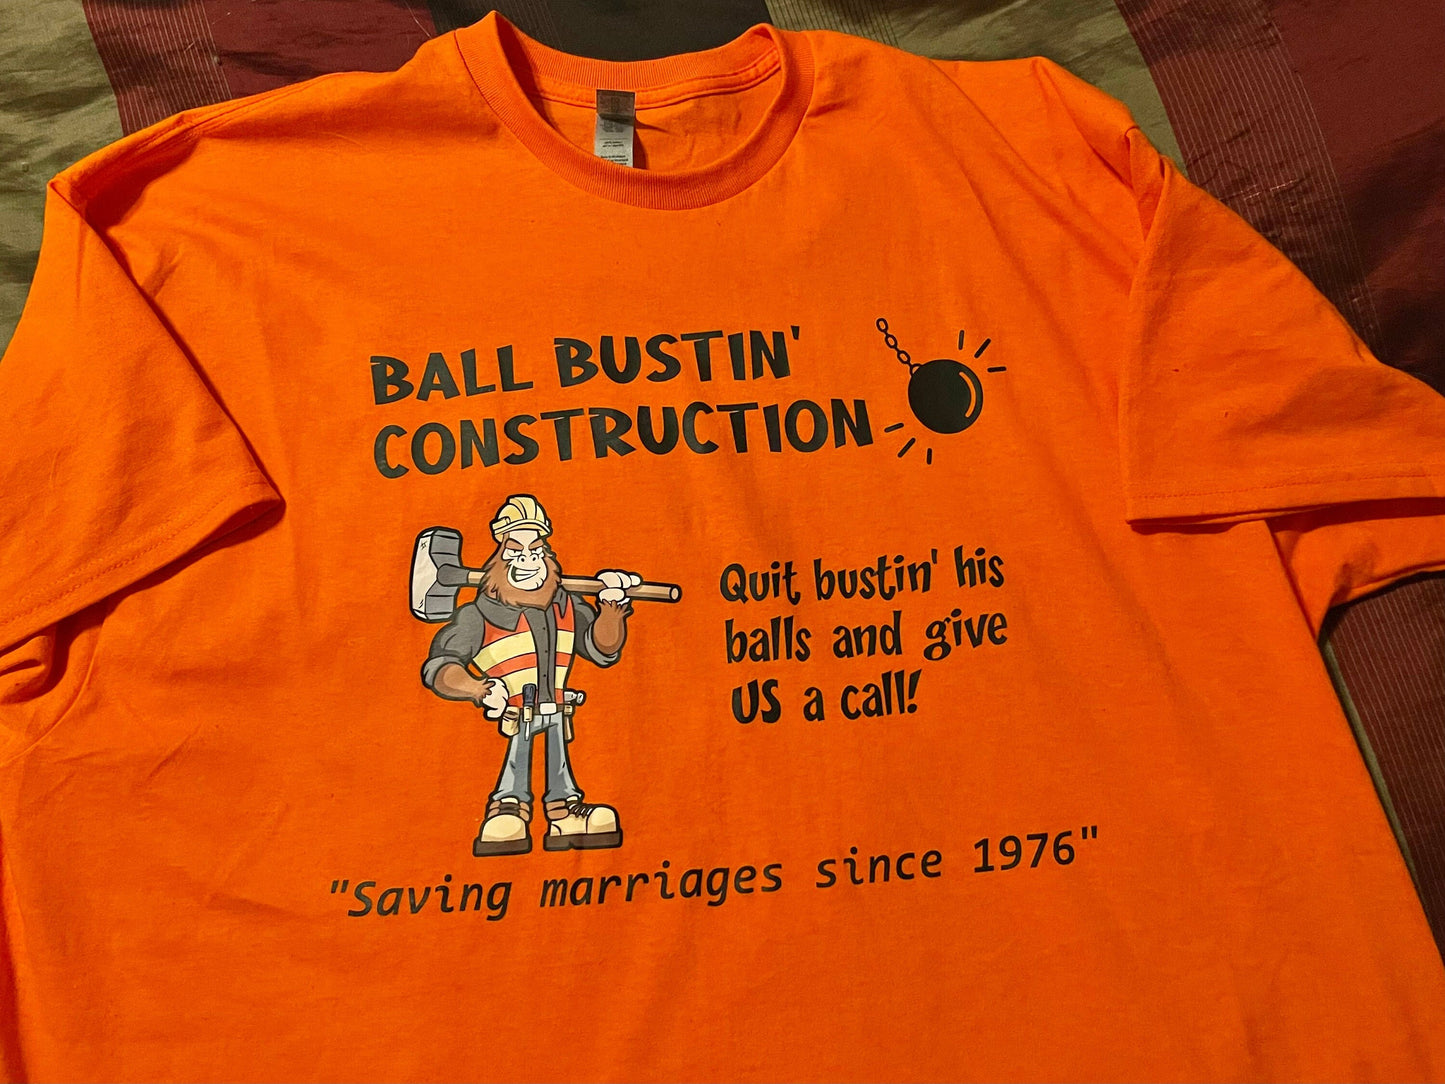 BALL BUSTIN'
CONSTRUCTION
Quit bustin' his
balls and give
US a call!
"Saving marriages since 1976"